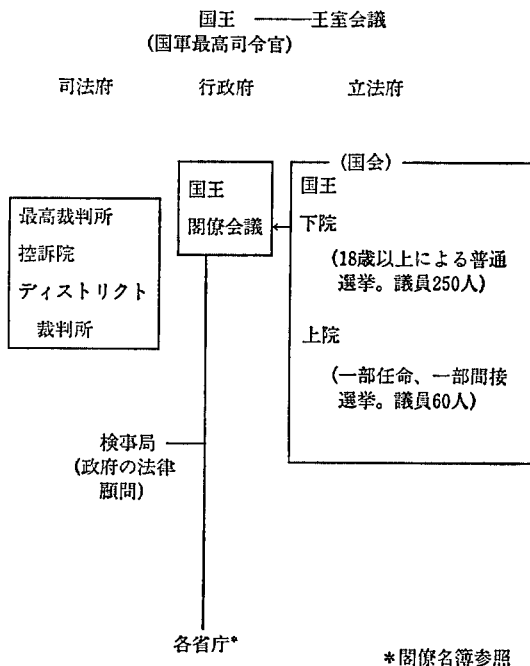 国王 王室会議
(国軍最高司令官)
司法府 行政府 立法府
(国会)
国王
閣僚会議
国王
下院
(18歳以上による普通
選挙。議員250人)
上院
(一部任命、一部間接
選挙。議員60人)
最高裁判所
控訴院
ディストリクト
裁判所
検事局
(政府の法律
顧問)
各省庁*
*閣僚名簿参照